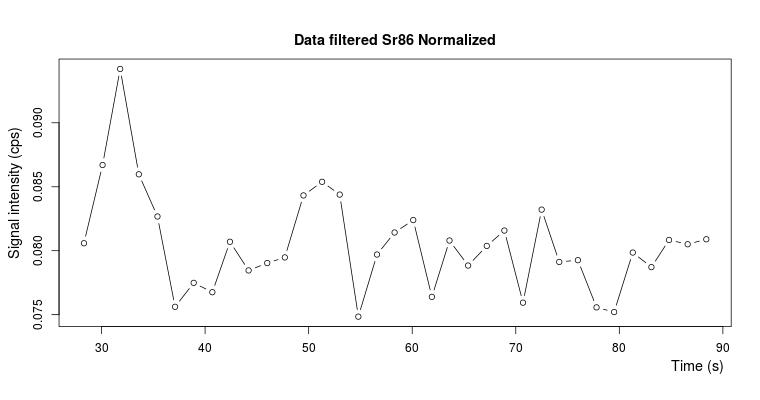 Data filtered Sr86 Normalized
Signal intensity (cps)
0.090
0.085
0.080
0.075
30 40 50 60 70 80 90
Time (s)